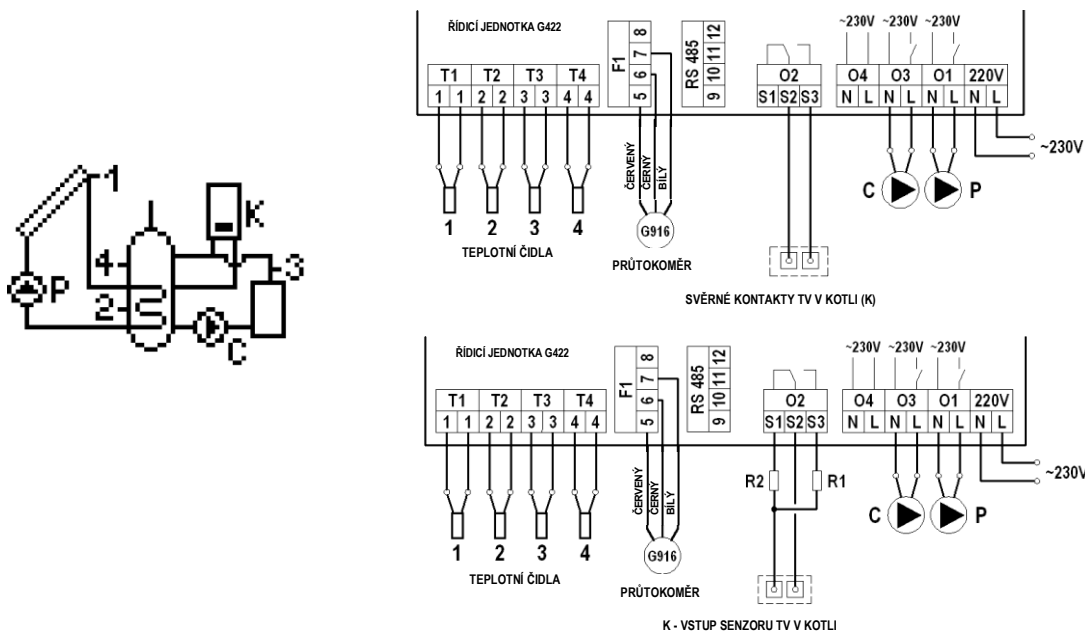 1
K
4
3
P
2
C
ŘÍDICÍ JEDNOTKA G422
T1 T2 T3 T4
1 1 2 2 3 3 4 4
F1
8
7
6
5
RS 485
12
11
10
9
O2
S1 S2 S3
~230V ~230V ~230V
O4 O3 O1 220V
N L N L N L N L
~230V
ČERVENÝ
ČERNÝ
BÍLÝ
1 2 3 4
G916
C P
TEPLOTNÍ ČIDLA
PRŮTOKOMĚR
SVĚRNÉ KONTAKTY TV V KOTLI (K)
ŘÍDICÍ JEDNOTKA G422
T1 T2 T3 T4
1 1 2 2 3 3 4 4
F1
8
7
6
5
RS 485
12
11
10
9
O2
S1 S2 S3
~230V ~230V ~230V
O4 O3 O1 220V
N L N L N L N L
~230V
R2 R1
ČERVENÝ
ČERNÝ
BÍLÝ
1 2 3 4
G916
C P
TEPLOTNÍ ČIDLA
PRŮTOKOMĚR
K - VSTUP SENZORU TV V KOTLI